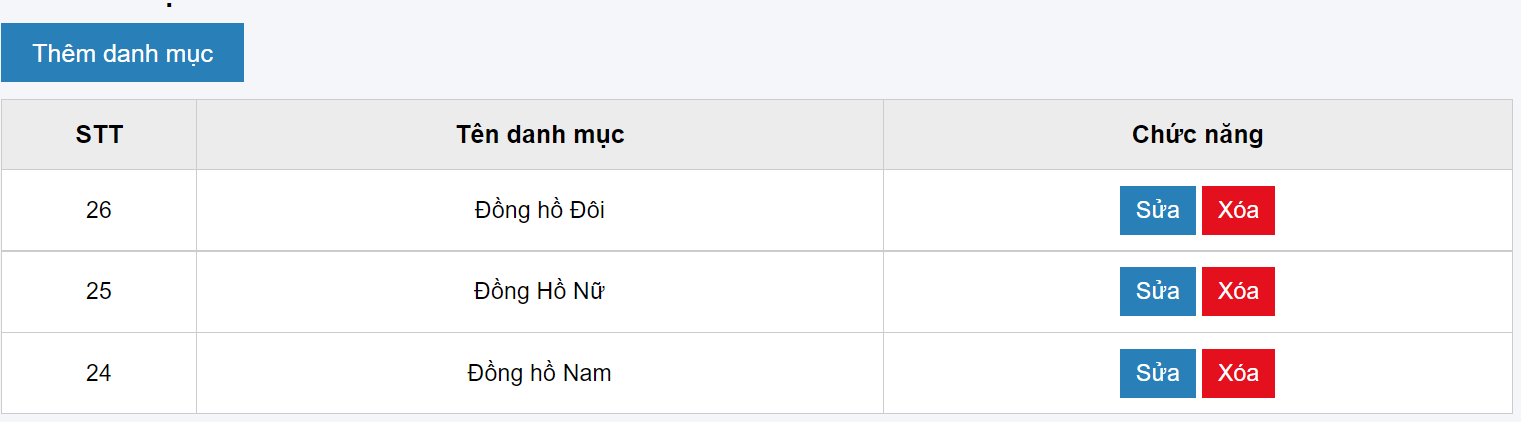 Thêm danh mục
STT Tên danh mục Chức năng
26 Đồng hồ Đôi Sửa Xóa
25 Đồng Hồ Nữ Sửa Xóa
24 Đồng hồ Nam Sửa Xóa